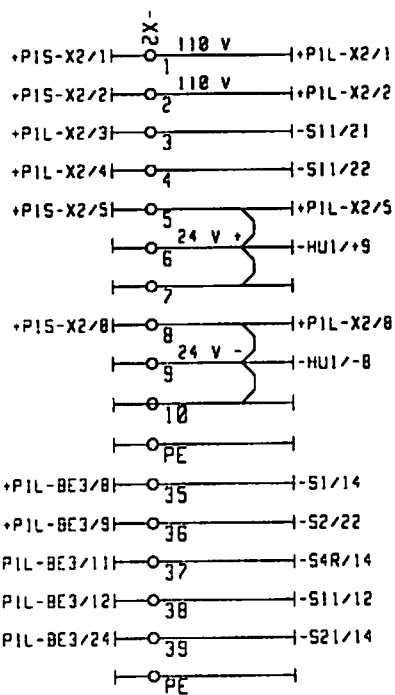 -X2
+P1S-X2/1 1 110 V +P1L-X2/1
+P1S-X2/2 2 110 V +P1L-X2/2
+P1L-X2/3 3 -S11/21
+P1L-X2/4 4 -S11/22
+P1S-X2/5 5 +P1L-X2/5
6 24 V + -HU1/+9
7
+P1S-X2/8 8 +P1L-X2/8
9 24 V - -HU1/-8
10
PE
+P1L-BE3/8 35 -S1/14
+P1L-BE3/9 36 -S2/22
P1L-BE3/11 37 -S4R/14
P1L-BE3/12 38 -S11/12
P1L-BE3/24 39 -S21/14
PE